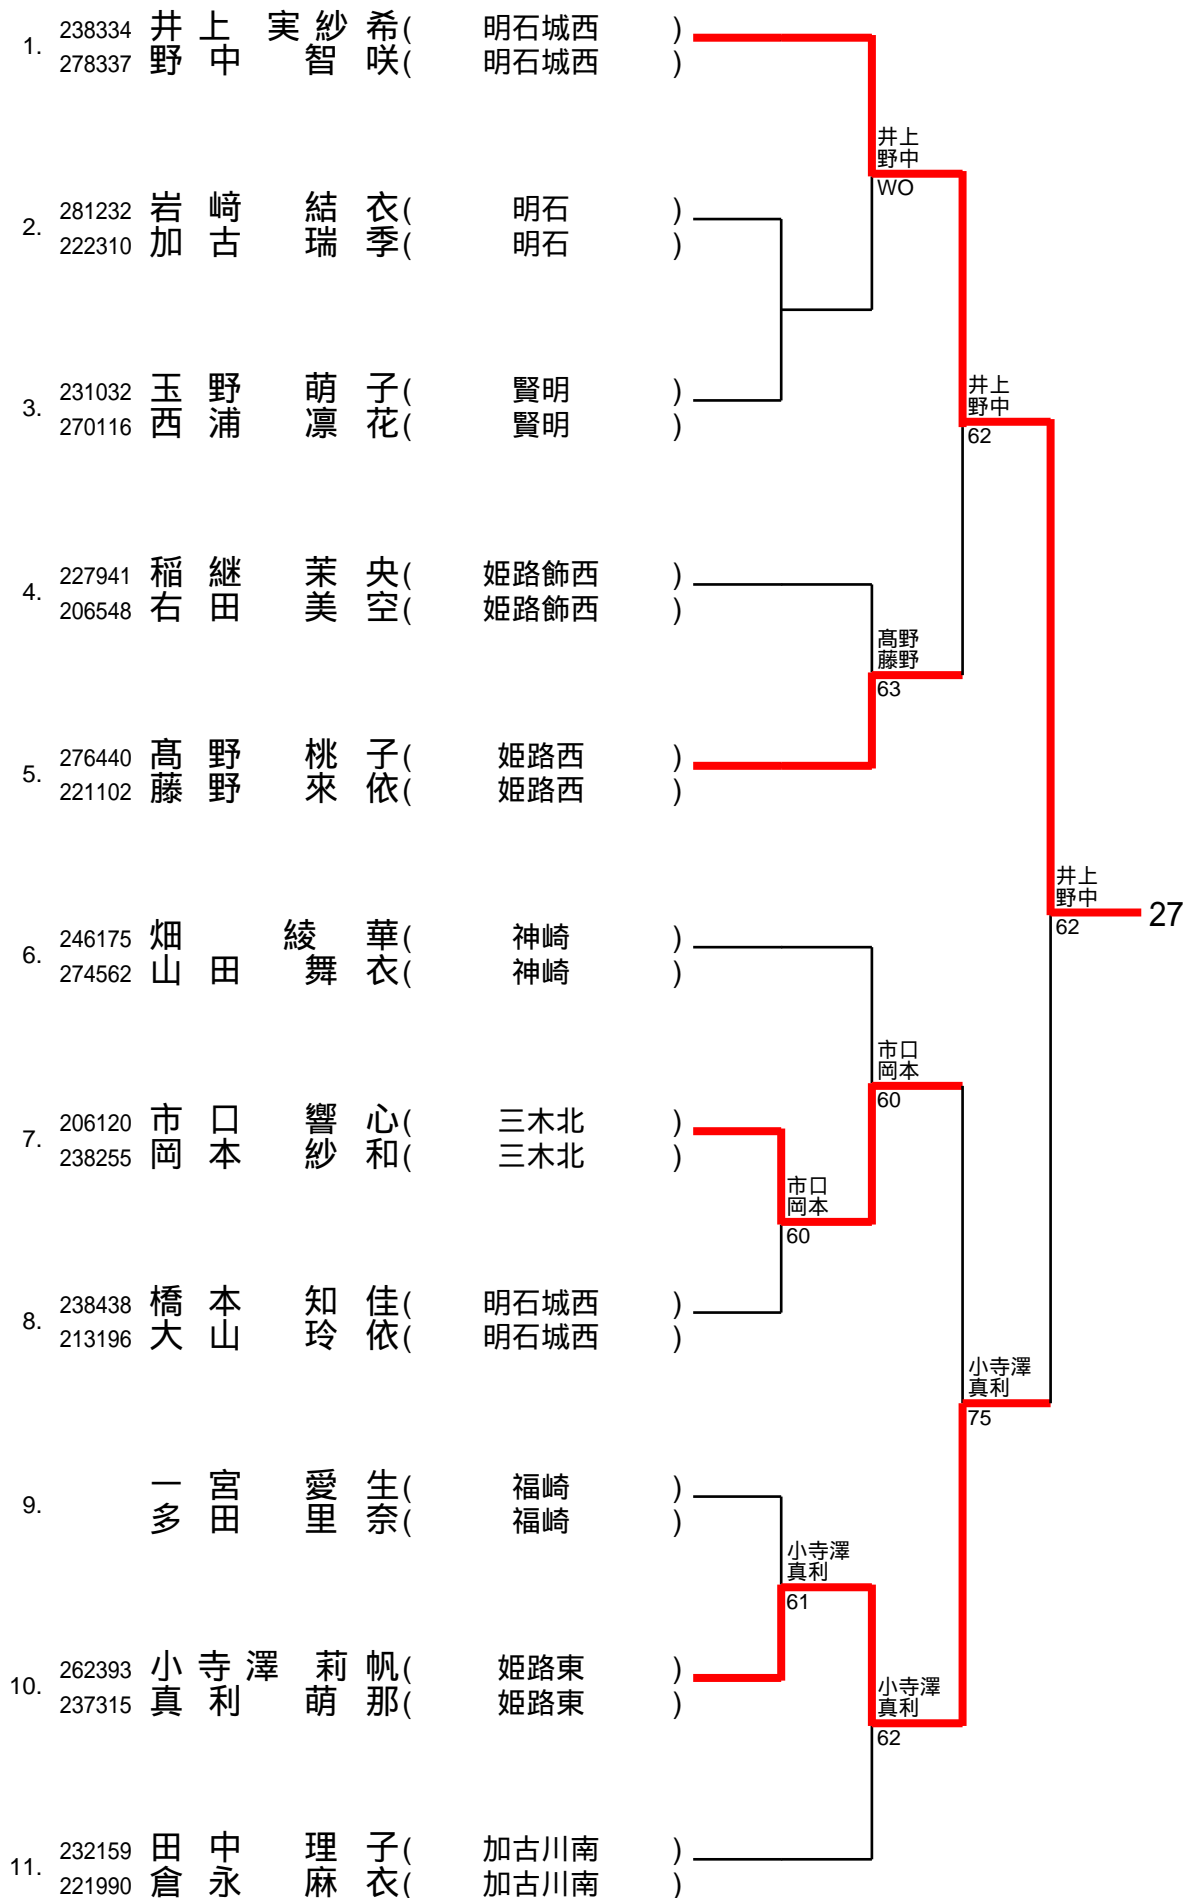 1. 238334 井上 実紗希( 明石城西 )
278337 野中 智咲( 明石城西 )
井上
野中
WO
2. 281232 岩﨑 結衣( 明石 )
222310 加古 瑞季( 明石 )
3. 231032 玉野 萌子( 賢明 )
270116 西浦 凛花( 賢明 )
井上
野中
62
4. 227941 稲継 茉央( 姫路飾西 )
206548 右田 美空( 姫路飾西 )
髙野
藤野
63
5. 276440 髙野 桃子( 姫路西 )
221102 藤野 來依( 姫路西 )
井上
野中
62
27
6. 246175 畑 綾華( 神崎 )
274562 山田 舞衣( 神崎 )
市口
岡本
60
7. 206120 市口 響心( 三木北 )
238255 岡本 紗和( 三木北 )
市口
岡本
60
8. 238438 橋本 知佳( 明石城西 )
213196 大山 玲依( 明石城西 )
小寺澤
真利
75
9. 一宮 愛生( 福崎 )
多田 里奈( 福崎 )
小寺澤
真利
61
10. 262393 小寺澤 莉帆( 姫路東 )
237315 真利 萌那( 姫路東 )
小寺澤
真利
62
11. 232159 田中 理子( 加古川南 )
221990 倉永 麻衣( 加古川南 )